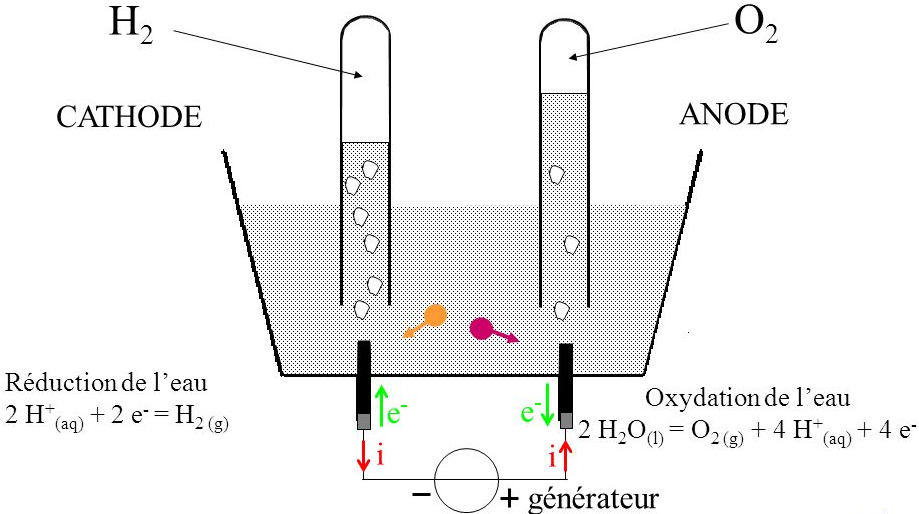 H₂
O₂
CATHODE
ANODE
Réduction de l'eau
2 H⁺(aq) + 2 e⁻ = H₂ (g)
e⁻
e⁻
Oxydation de l'eau
2 H₂O(l) = O₂ (g) + 4 H⁺(aq) + 4 e⁻
i
i
− + générateur